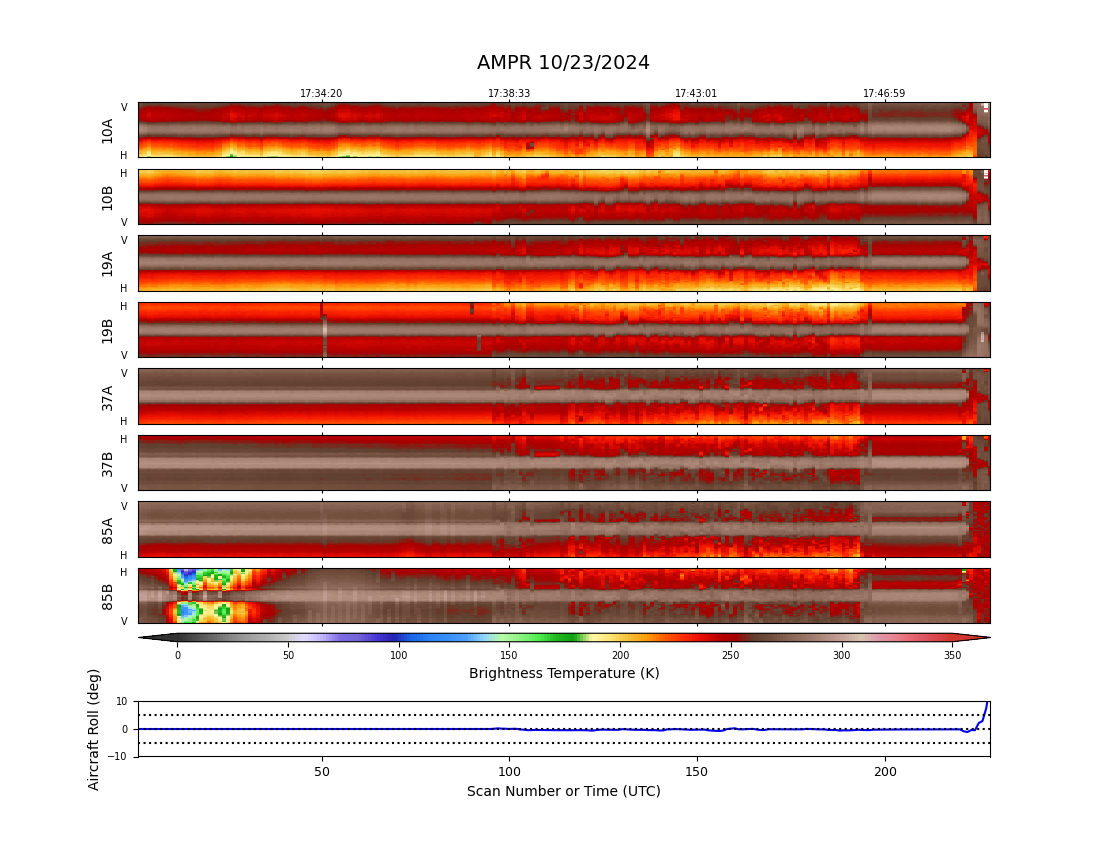 AMPR 10/23/2024
17:34:20 17:38:33 17:43:01 17:46:59
V
10A
H
H
10B
V
V
19A
H
H
19B
V
V
37A
H
H
37B
V
V
85A
H
H
85B
V
0 50 100 150 200 250 300 350
Brightness Temperature (K)
Aircraft Roll (deg)
10
0
−10
50 100 150 200
Scan Number or Time (UTC)